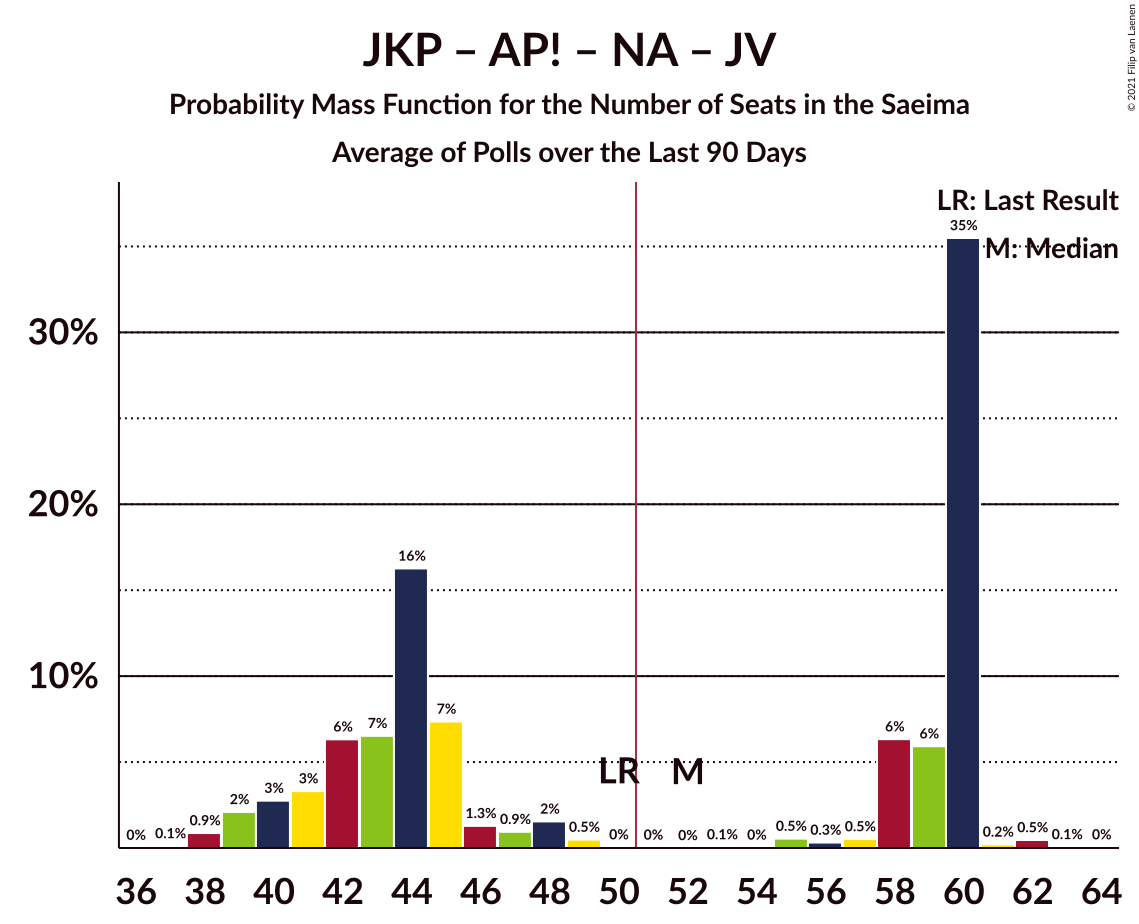 JKP – AP! – NA – JV
Probability Mass Function for the Number of Seats in the Saeima
Average of Polls over the Last 90 Days
© 2021 Filip van Laenen
LR: Last Result
M: Median
30%
20%
10%
0% 0.1% 0.9% 2% 3% 3% 6% 7% 16% 7% 1.3% 0.9% 2% 0.5% 0% 0% 0% 0.1% 0% 0.5% 0.3% 0.5% 6% 6% 35% 0.2% 0.5% 0.1% 0%
LR M
36 38 40 42 44 46 48 50 52 54 56 58 60 62 64